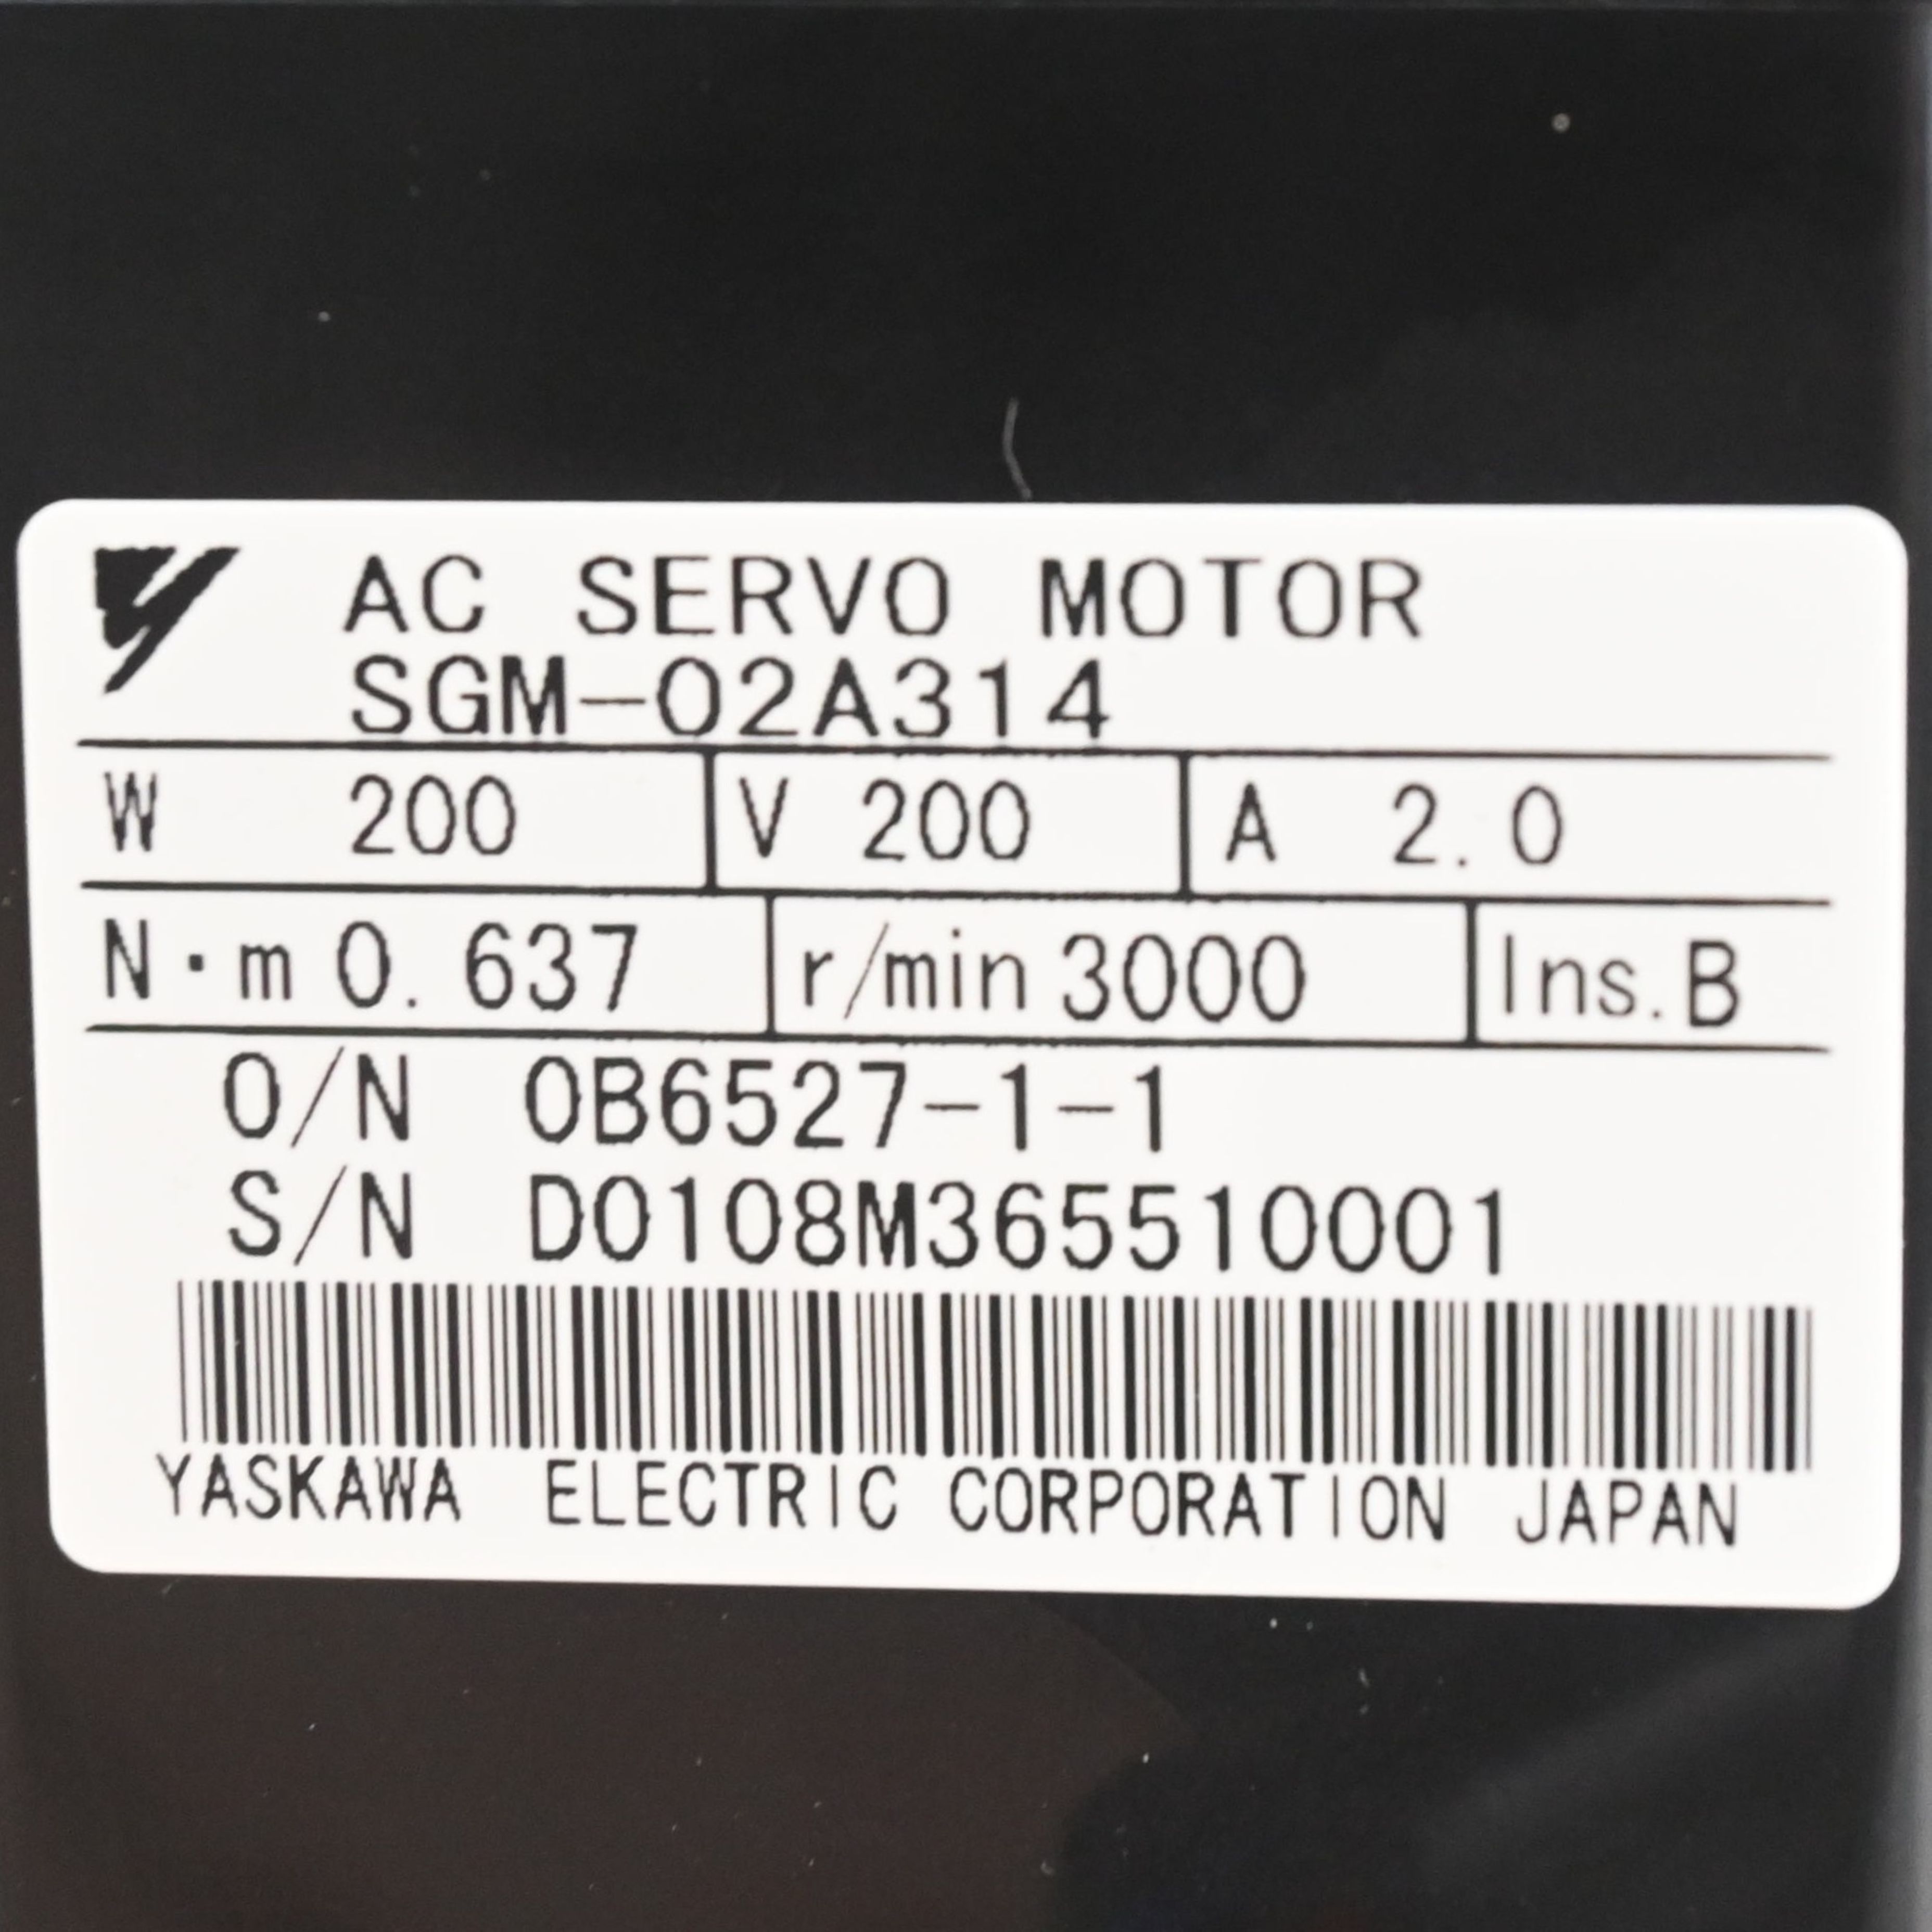 AC SERVO MOTOR
SGM-02A314
W 200 V 200 A 2.0
N·m 0.637 r/min 3000 Ins.B
O/N 0B6527-1-1
S/N D0108M365510001
YASKAWA ELECTRIC CORPORATION JAPAN